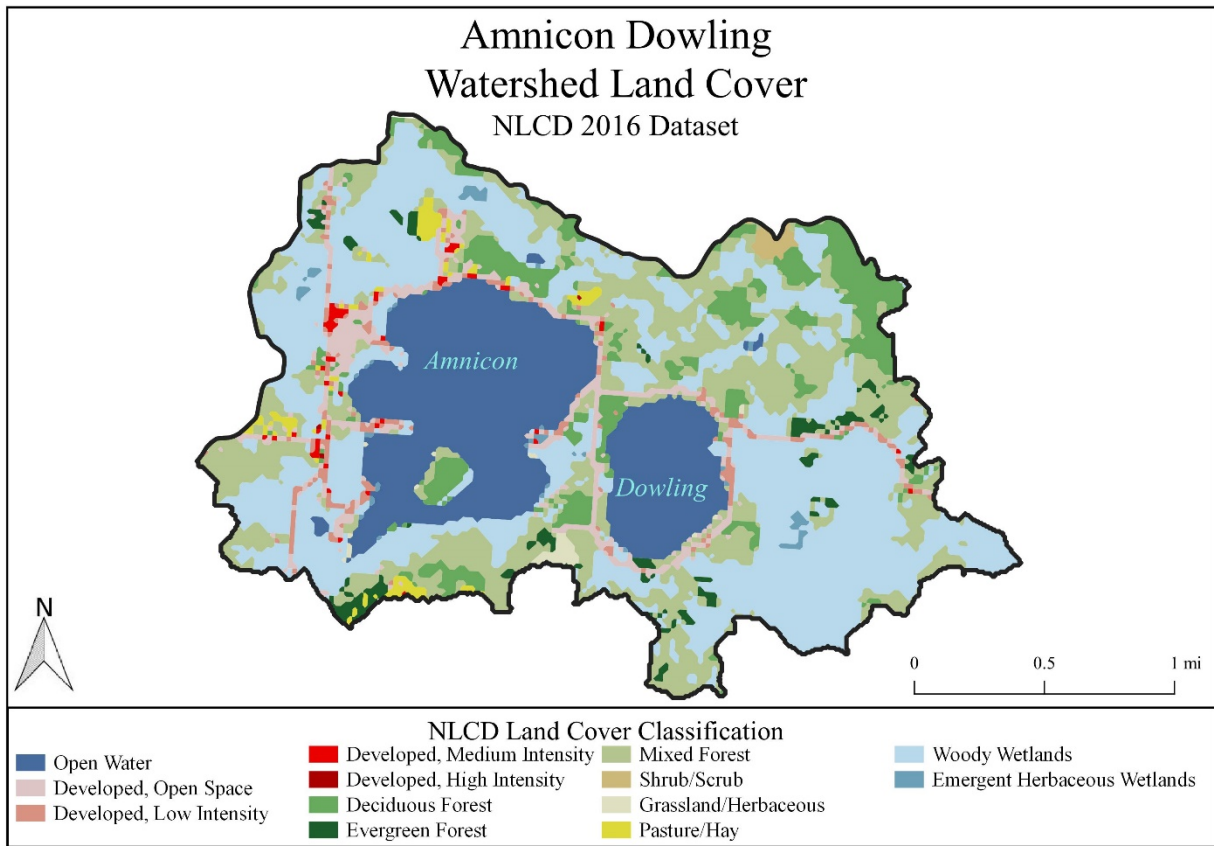 Amnicon Dowling
Watershed Land Cover
NLCD 2016 Dataset
Amnicon
Dowling
N
0 0.5 1 mi
NLCD Land Cover Classification
Open Water
Developed, Open Space
Developed, Low Intensity
Developed, Medium Intensity
Developed, High Intensity
Deciduous Forest
Evergreen Forest
Mixed Forest
Shrub/Scrub
Grassland/Herbaceous
Pasture/Hay
Woody Wetlands
Emergent Herbaceous Wetlands